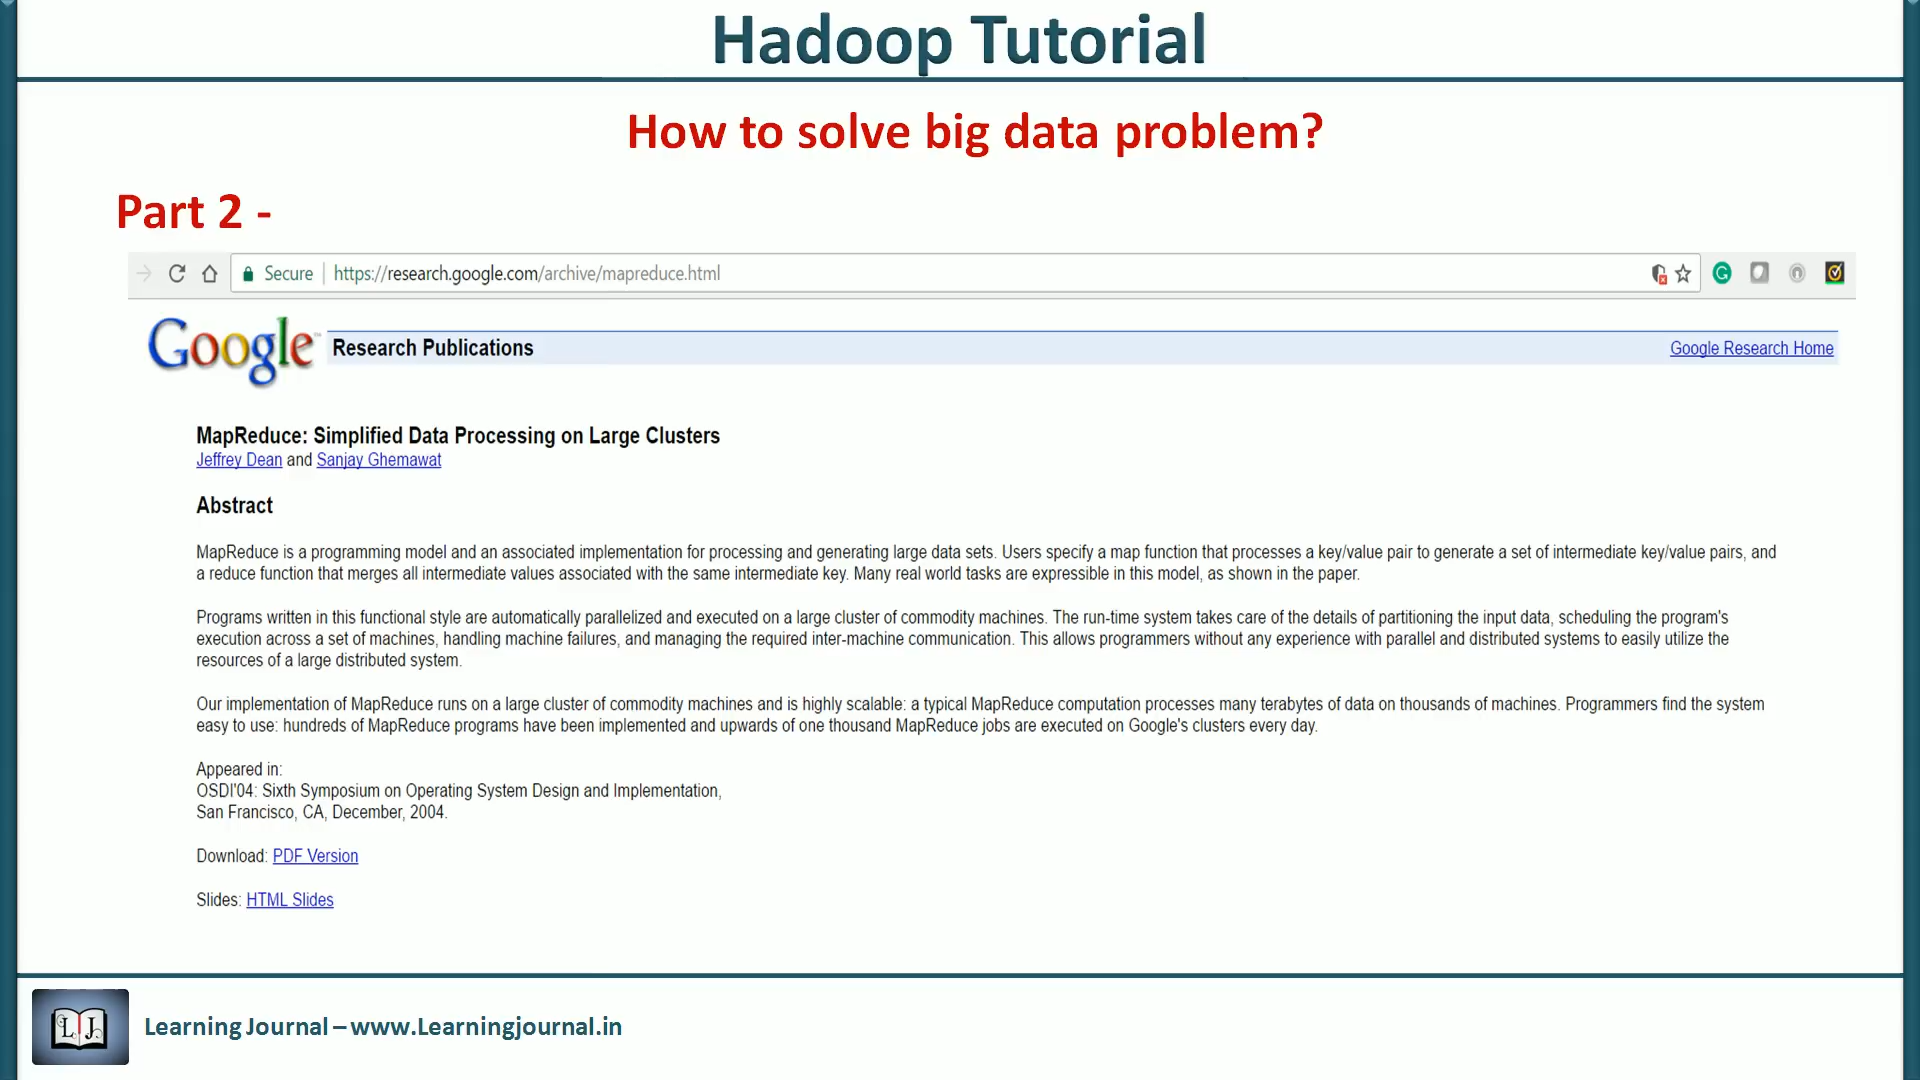 Hadoop Tutorial
How to solve big data problem?
Part 2 -
Secure | https://research.google.com/archive/mapreduce.html
Google™ Research Publications Google Research Home
MapReduce: Simplified Data Processing on Large Clusters
Jeffrey Dean and Sanjay Ghemawat
Abstract
MapReduce is a programming model and an associated implementation for processing and generating large data sets. Users specify a map function that processes a key/value pair to generate a set of intermediate key/value pairs, and
a reduce function that merges all intermediate values associated with the same intermediate key. Many real world tasks are expressible in this model, as shown in the paper.
Programs written in this functional style are automatically parallelized and executed on a large cluster of commodity machines. The run-time system takes care of the details of partitioning the input data, scheduling the program's
execution across a set of machines, handling machine failures, and managing the required inter-machine communication. This allows programmers without any experience with parallel and distributed systems to easily utilize the
resources of a large distributed system.
Our implementation of MapReduce runs on a large cluster of commodity machines and is highly scalable: a typical MapReduce computation processes many terabytes of data on thousands of machines. Programmers find the system
easy to use: hundreds of MapReduce programs have been implemented and upwards of one thousand MapReduce jobs are executed on Google's clusters every day.
Appeared in:
OSDI'04: Sixth Symposium on Operating System Design and Implementation,
San Francisco, CA, December, 2004.
Download: PDF Version
Slides: HTML Slides
LJ
Learning Journal – www.Learningjournal.in